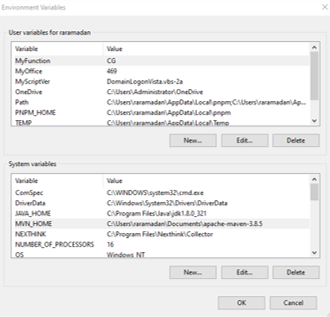 Environment Variables
User variables for raramadan
Variable Value
MyFunction CG
MyOffice 469
MyScriptVer DomainLogonVista.vbs-2a
OneDrive C:\Users\Administrator\OneDrive
Path C:\Users\raramadan\AppData\Local\pnpm;C:\Users\raramadan\Ap...
PNPM_HOME C:\Users\raramadan\AppData\Local\pnpm
TEMP C:\Users\raramadan\AppData\Local\Temp
New... Edit... Delete
System variables
Variable Value
ComSpec C:\WINDOWS\system32\cmd.exe
DriverData C:\Windows\System32\Drivers\DriverData
JAVA_HOME C:\Program Files\Java\jdk1.8.0_321
MVN_HOME C:\Users\raramadan\Documents\apache-maven-3.8.5
NEXTHINK C:\Program Files\Nexthink\Collector
NUMBER_OF_PROCESSORS 16
OS Windows_NT
New... Edit... Delete
OK Cancel